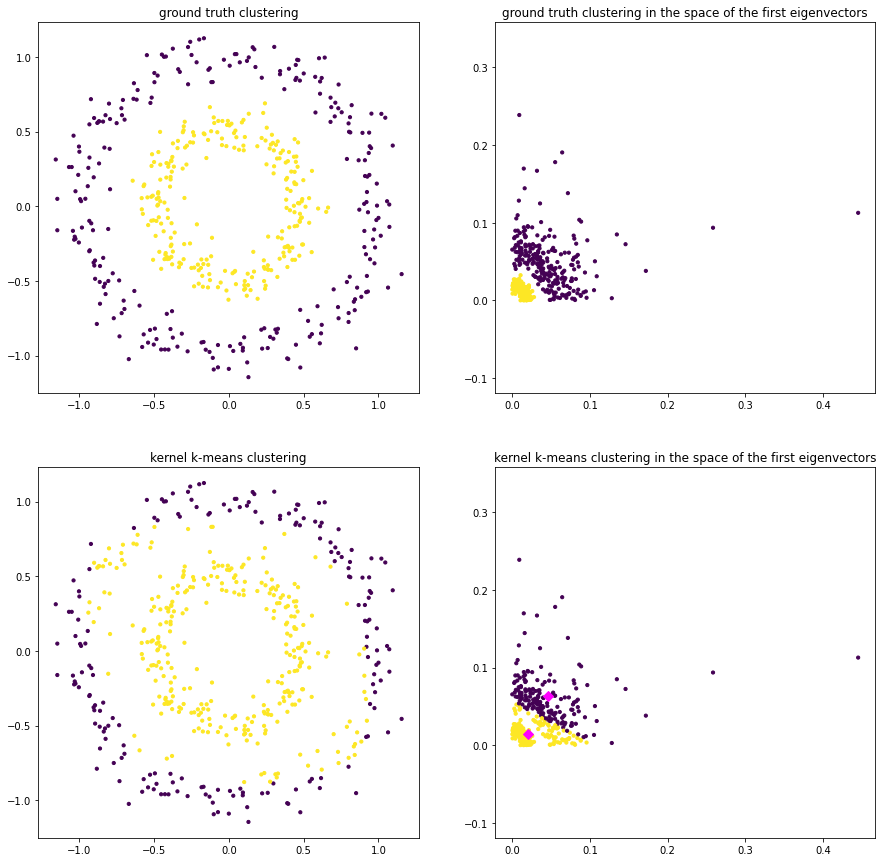 ground truth clustering
1.0
0.5
0.0
−0.5
−1.0
−1.0 −0.5 0.0 0.5 1.0
ground truth clustering in the space of the first eigenvectors
0.3
0.2
0.1
0.0
−0.1
0.0 0.1 0.2 0.3 0.4
kernel k-means clustering
1.0
0.5
0.0
−0.5
−1.0
−1.0 −0.5 0.0 0.5 1.0
kernel k-means clustering in the space of the first eigenvectors
0.3
0.2
0.1
0.0
−0.1
0.0 0.1 0.2 0.3 0.4